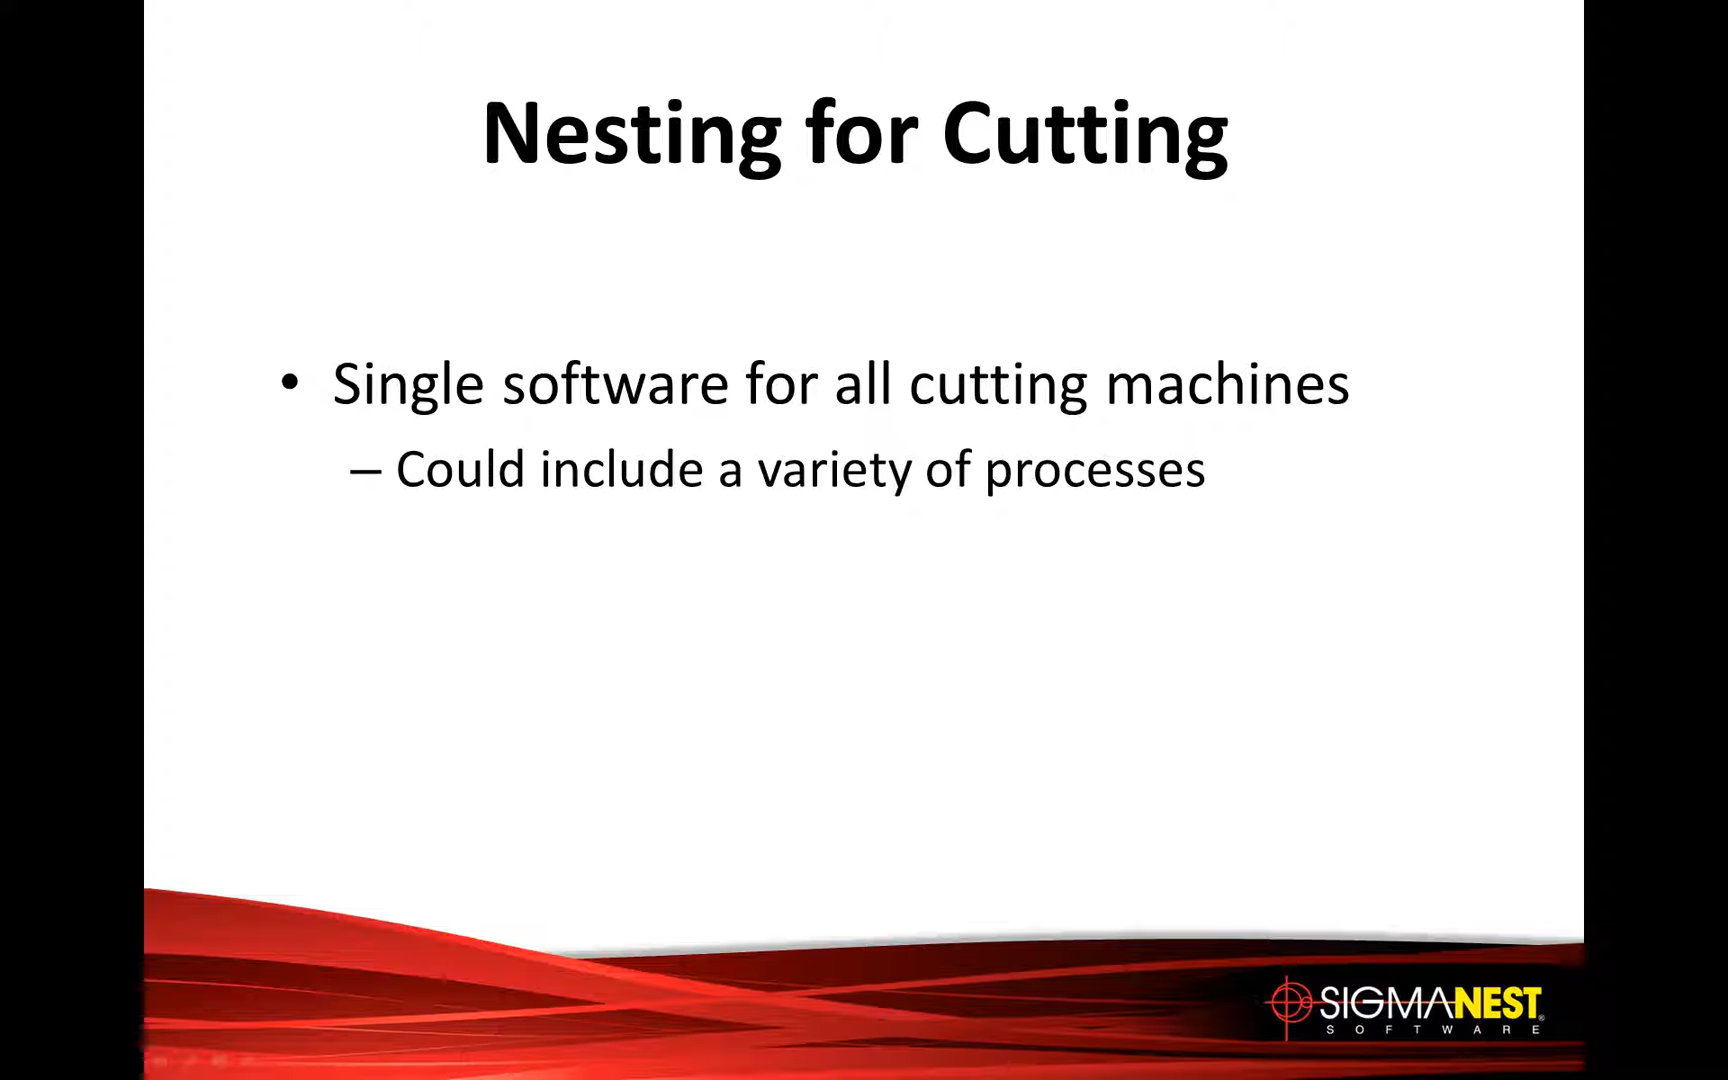 Nesting for Cutting
• Single software for all cutting machines
– Could include a variety of processes
SIGMANEST®
SOFTWARE